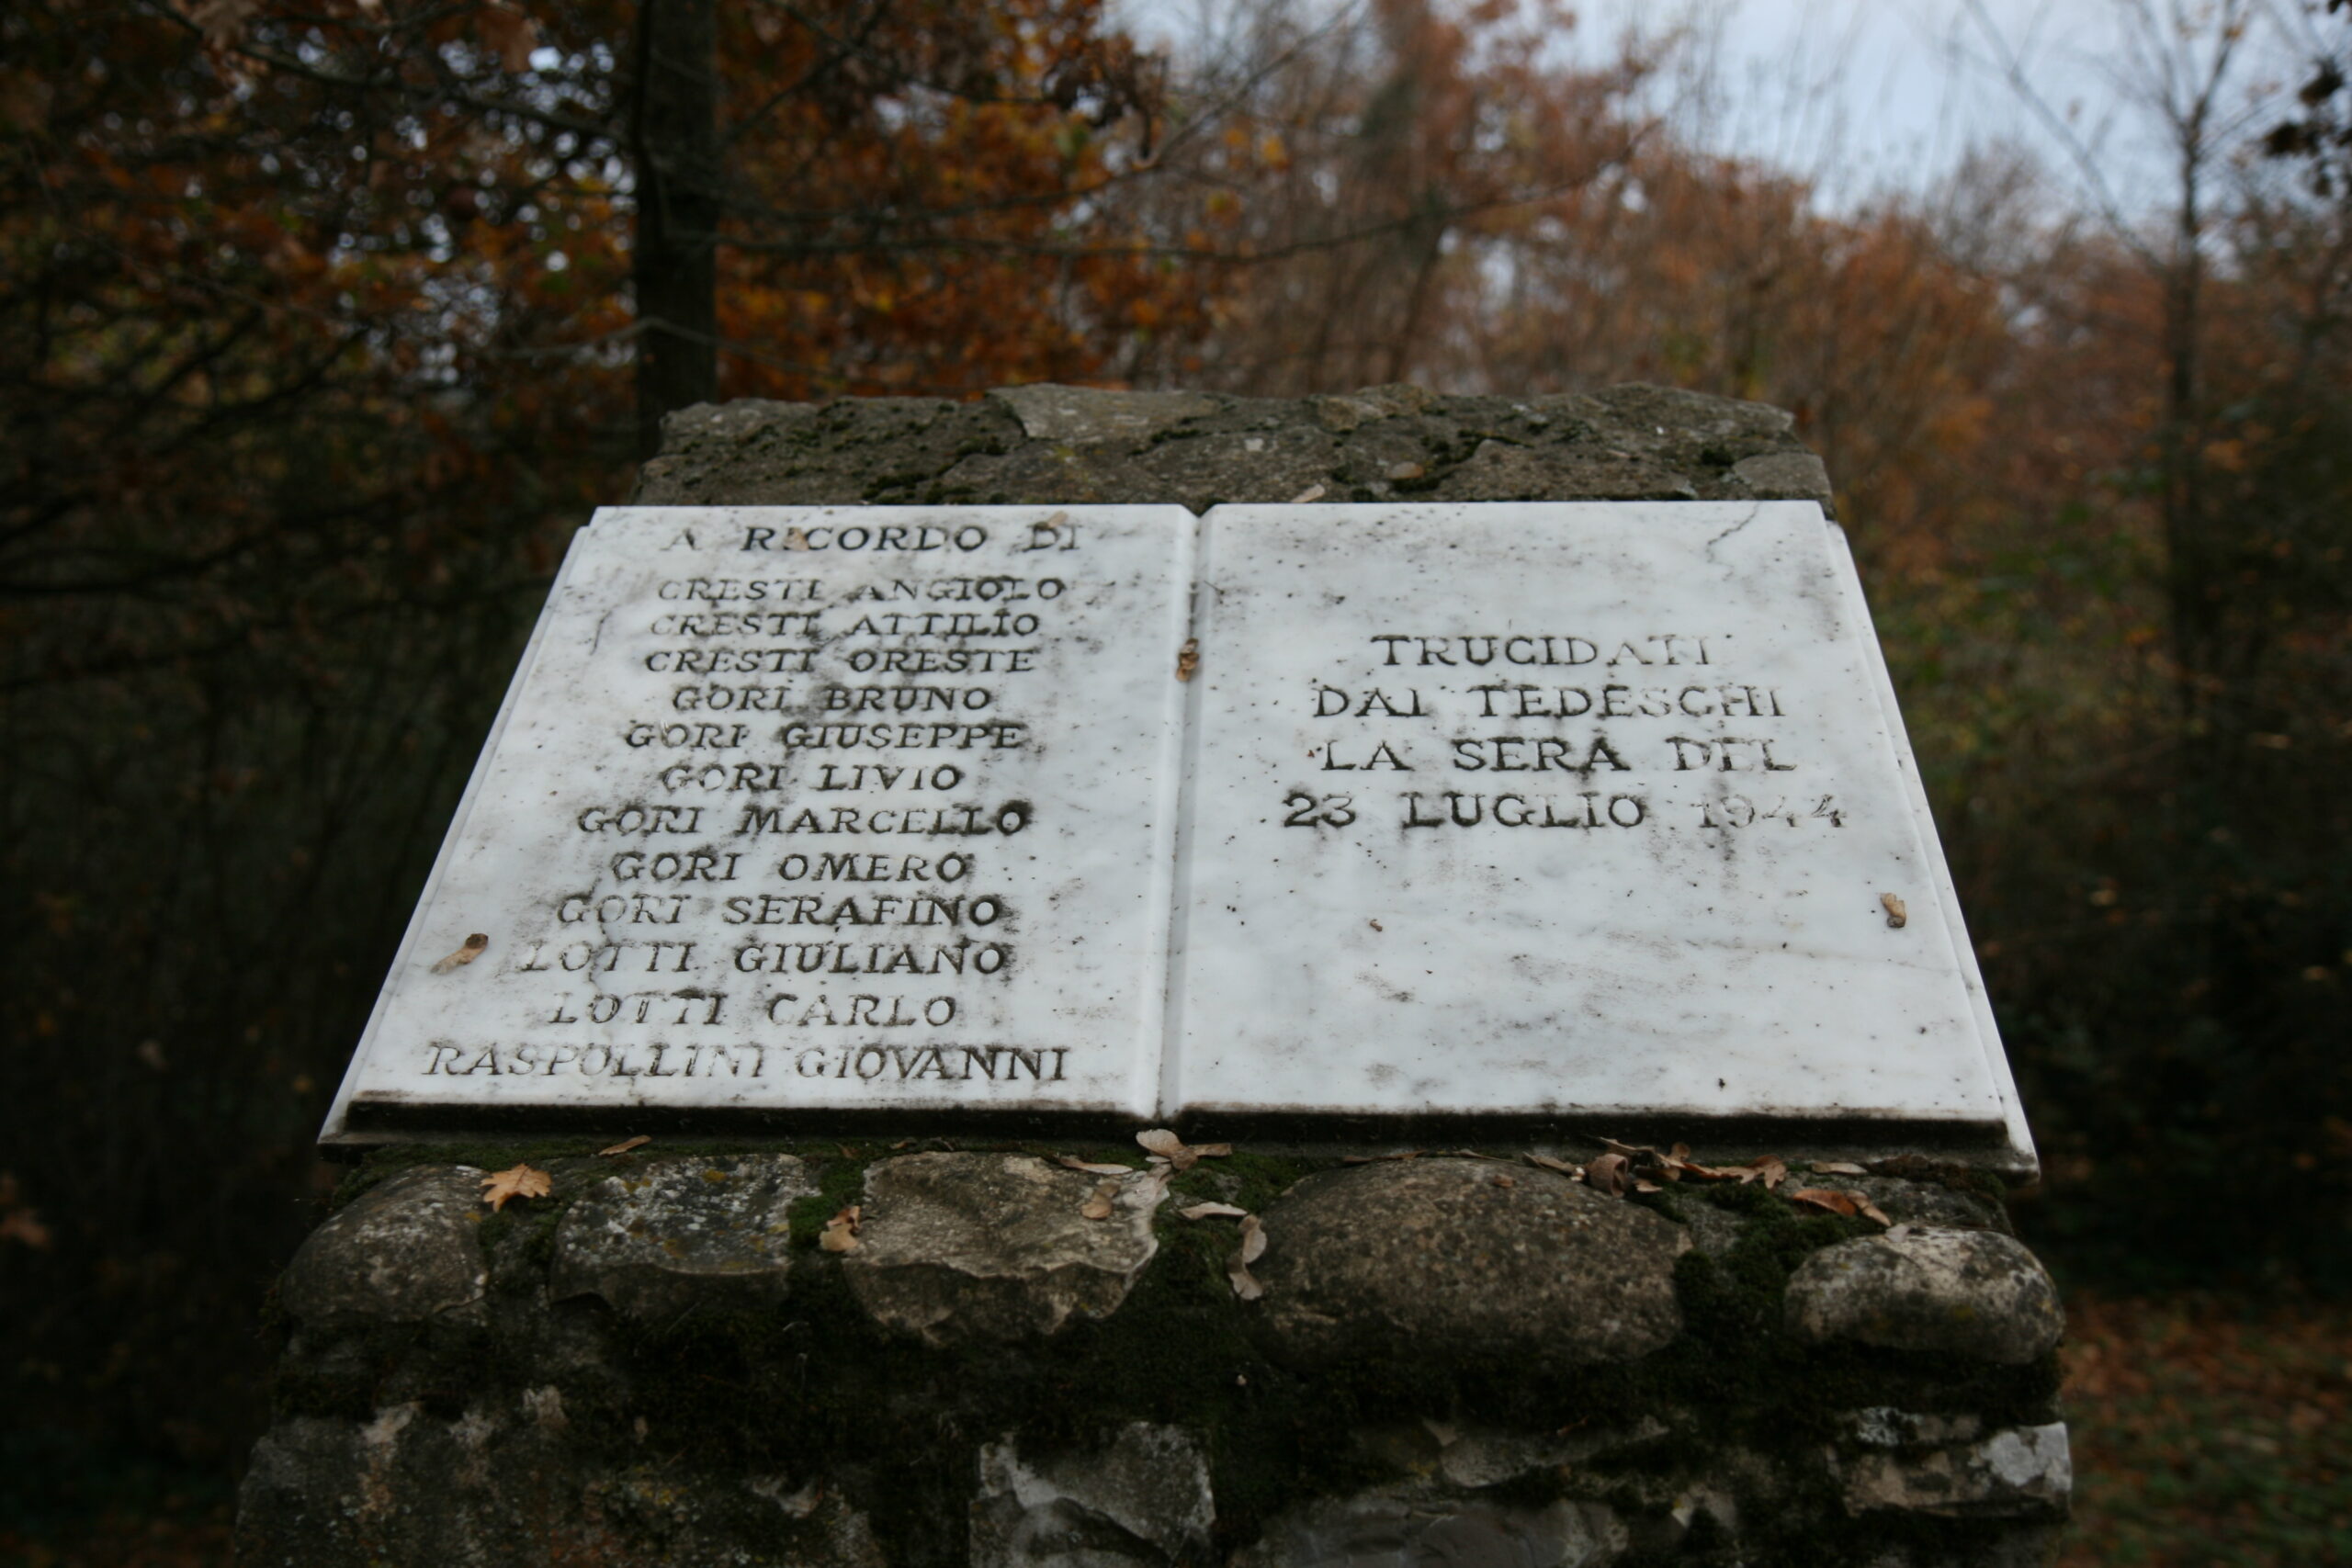 A RICORDO DI
CRESTI ANGIOLO
CRESTI ATTILIO
CRESTI ORESTE
GORI BRUNO
GORI GIUSEPPE
GORI LIVIO
GORI MARCELLO
GORI OMERO
GORI SERAFINO
LOTTI GIULIANO
LOTTI CARLO
RASPOLLINI GIOVANNI
TRUCIDATI
DAI TEDESCHI
LA SERA DEL
23 LUGLIO 1944